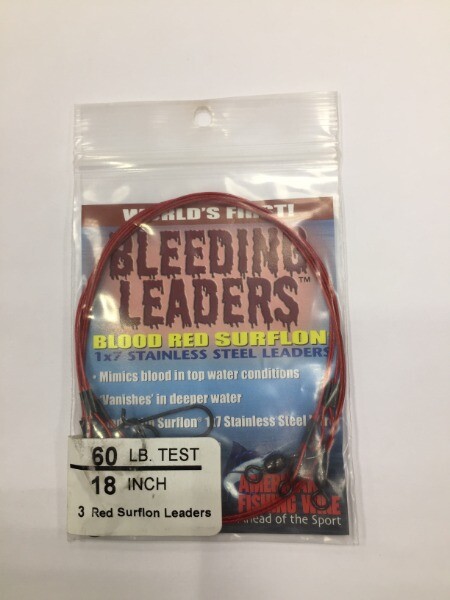 WORLD'S FIRST!
BLEEDING
LEADERS™
BLOOD RED SURFLON
1x7 STAINLESS STEEL LEADERS
• Mimics blood in top water conditions
'Vanishes' in deeper water
Surflon® 1x7 Stainless Steel
60 LB. TEST
18 INCH
3 Red Surflon Leaders
AMERICAN
FISHING WIRE
Ahead of the Sport